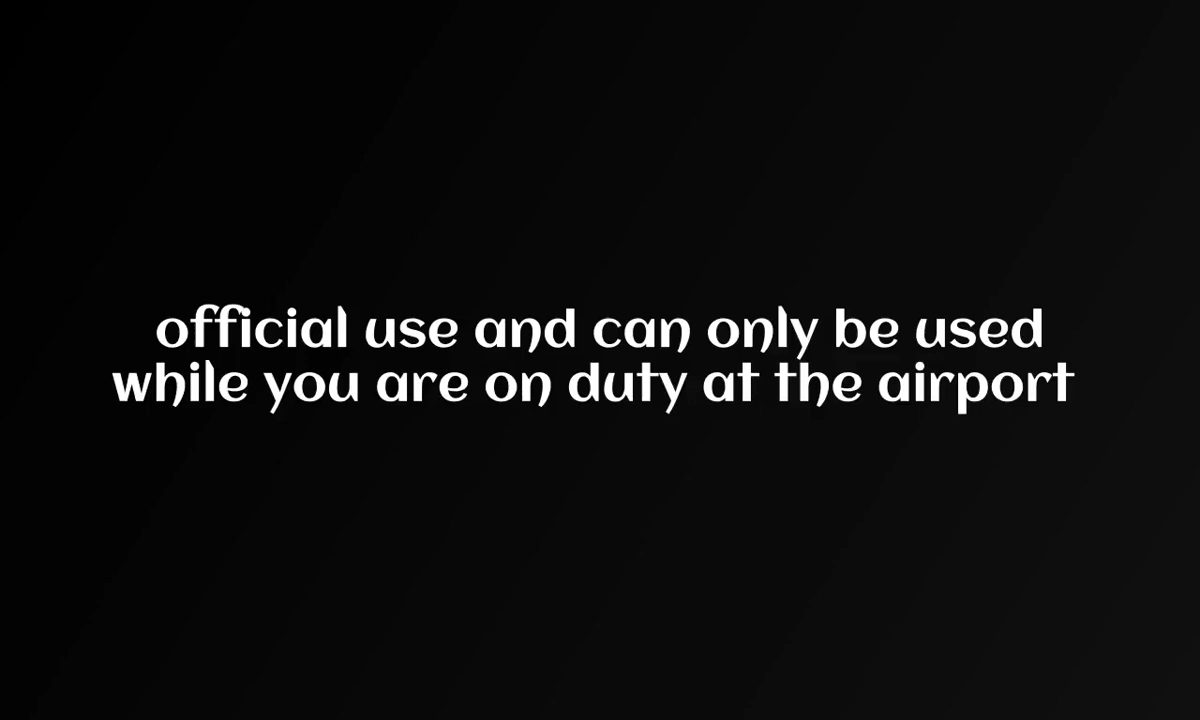 official use and can only be used
while you are on duty at the airport